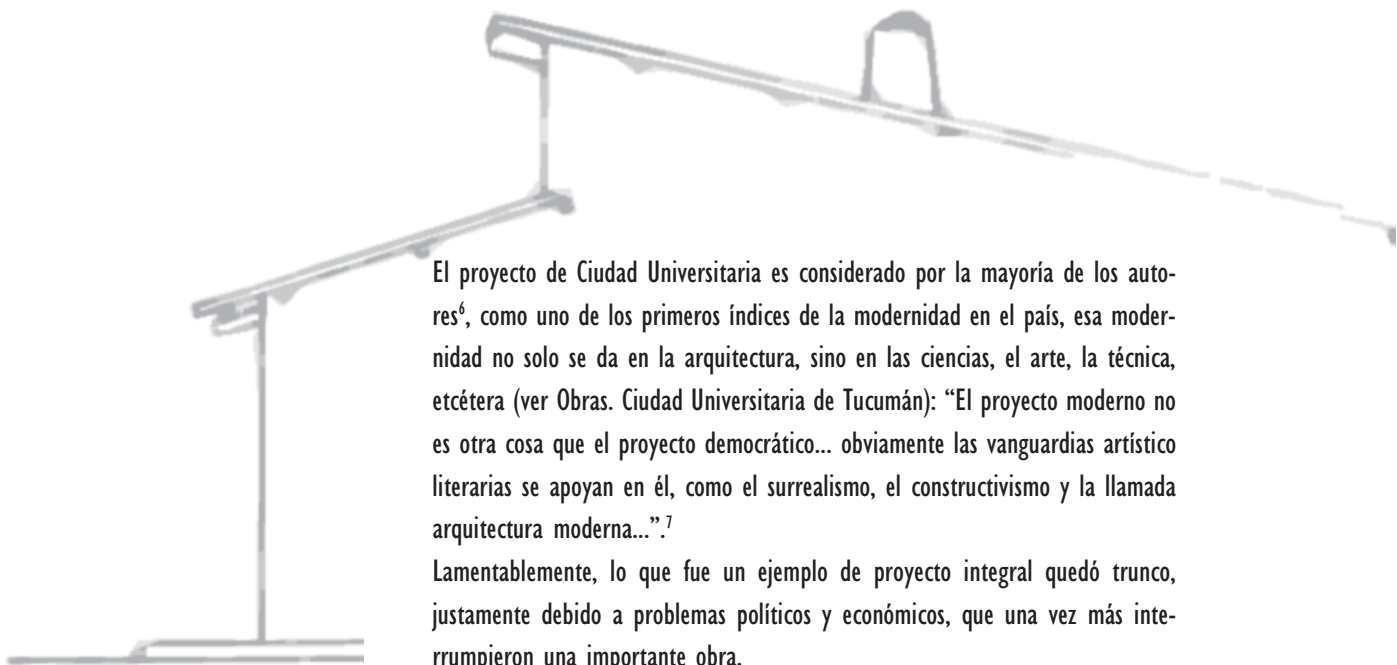 El proyecto de Ciudad Universitaria es considerado por la mayoría de los auto-
res⁶, como uno de los primeros índices de la modernidad en el país, esa moder-
nidad no solo se da en la arquitectura, sino en las ciencias, el arte, la técnica,
etcétera (ver Obras. Ciudad Universitaria de Tucumán): “El proyecto moderno no
es otra cosa que el proyecto democrático... obviamente las vanguardias artístico
literarias se apoyan en él, como el surrealismo, el constructivismo y la llamada
arquitectura moderna...”.⁷
Lamentablemente, lo que fue un ejemplo de proyecto integral quedó trunco,
justamente debido a problemas políticos y económicos, que una vez más inte-
rrumpieron una importante obra.